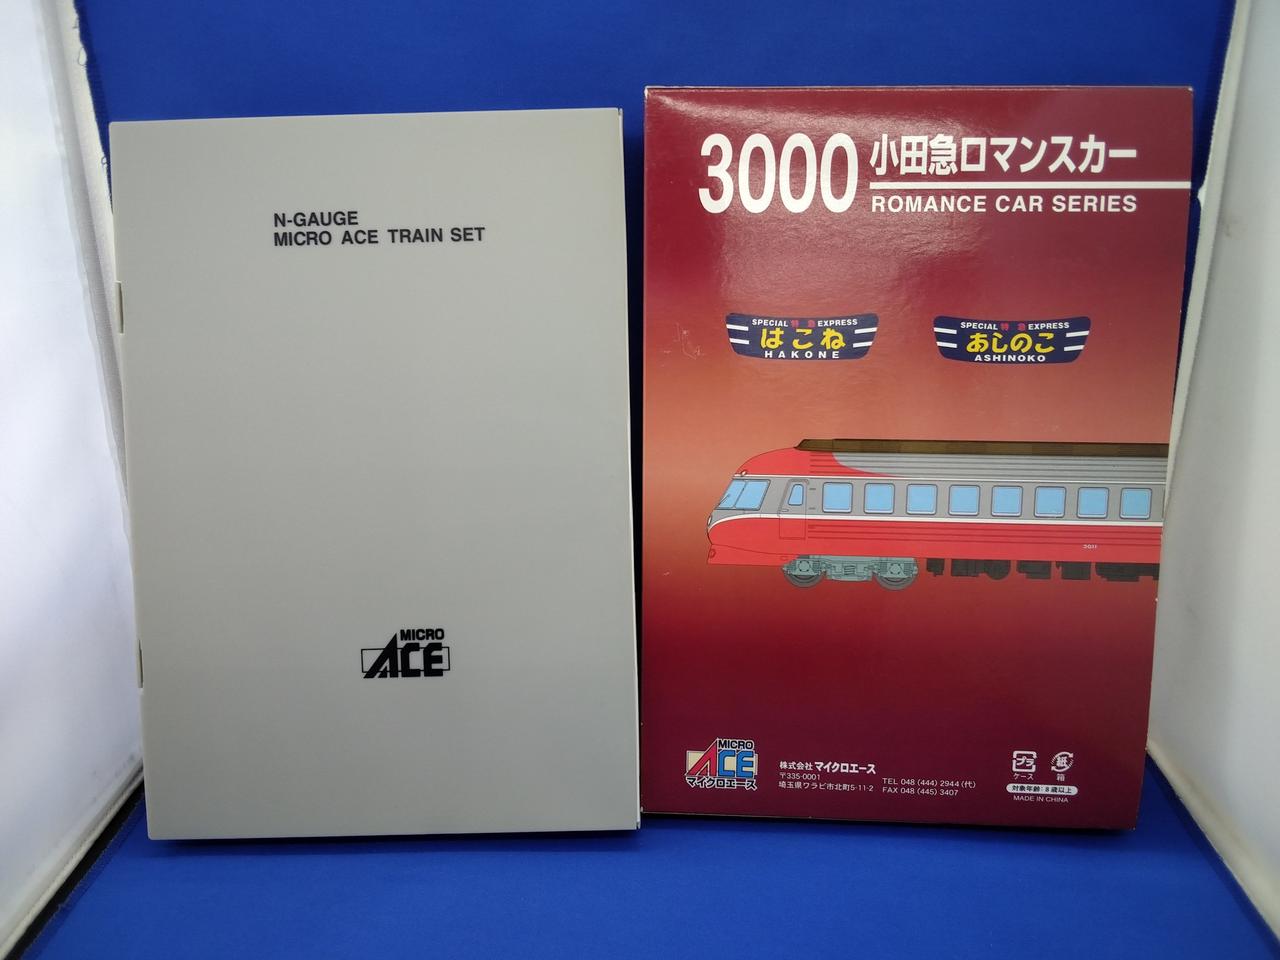 N-GAUGE
MICRO ACE TRAIN SET
MICRO
ACE
3000
小田急ロマンスカー
ROMANCE CAR SERIES
SPECIAL 特急 EXPRESS
はこね
HAKONE
SPECIAL 特急 EXPRESS
あしのこ
ASHINOKO
3011
MICRO
ACE
マイクロエース
株式会社 マイクロエース
〒335-0001
埼玉県ワラビ市北町5-11-2
TEL 048 (444) 2944 (代)
FAX 048 (445) 3407
プラ
ケース
紙
箱
対象年齢：8歳以上
MADE IN CHINA